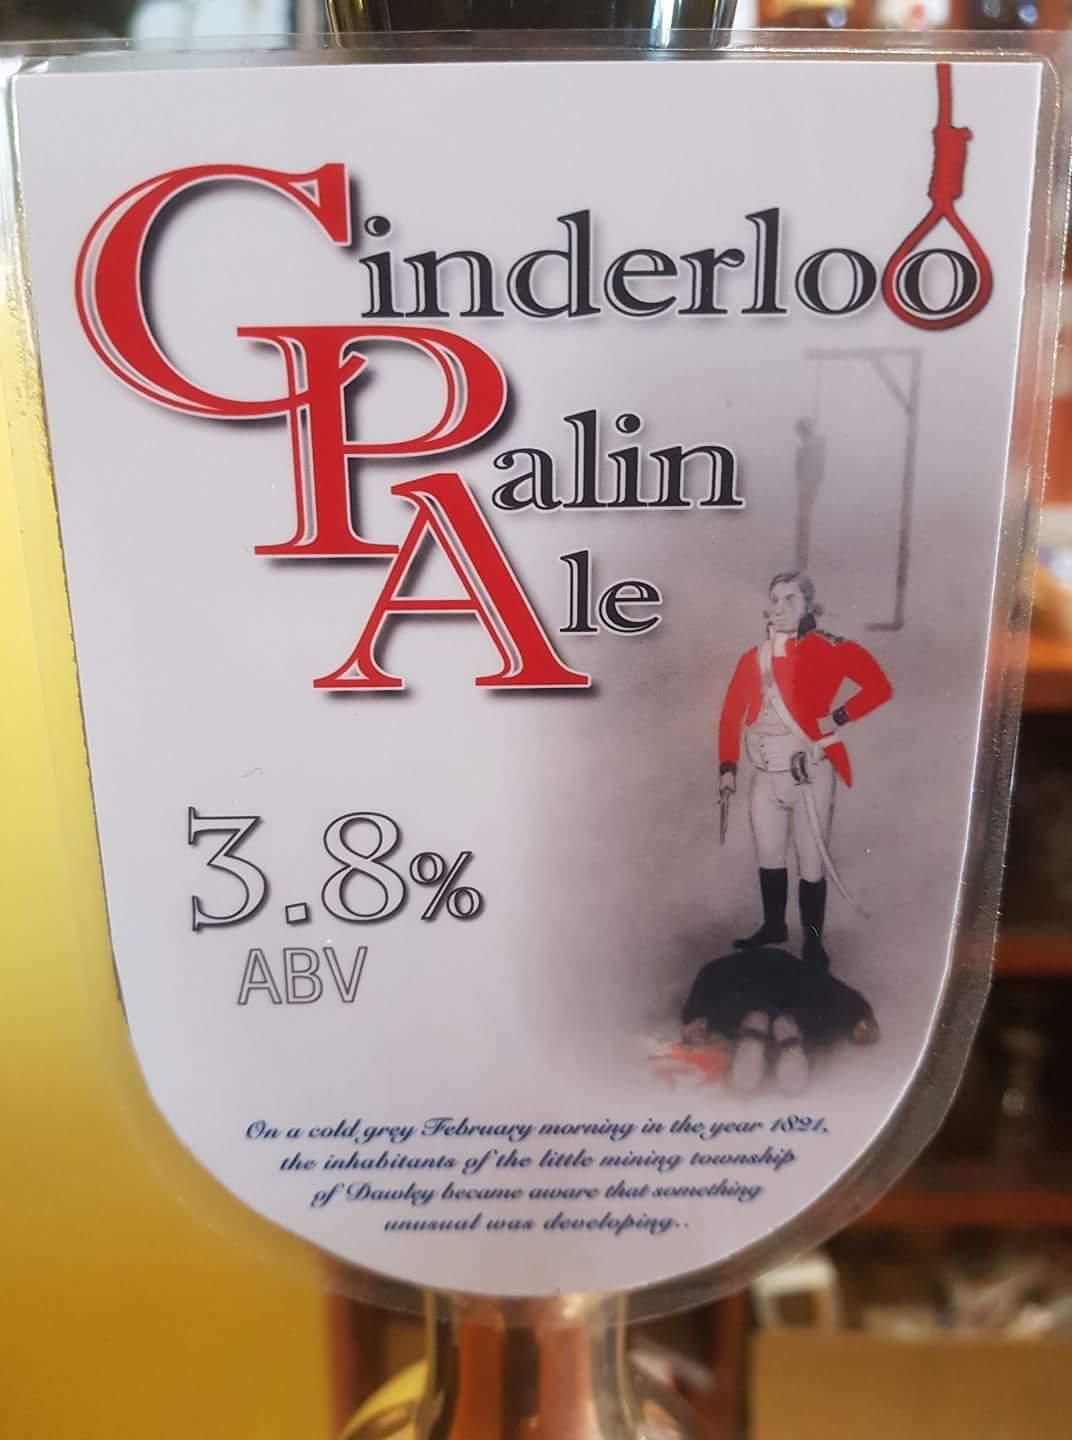 Cinderloo
Palin
Ale
3.8%
ABV
On a cold grey February morning in the year 1821,
the inhabitants of the little mining township
of Dawley became aware that something
unusual was developing..